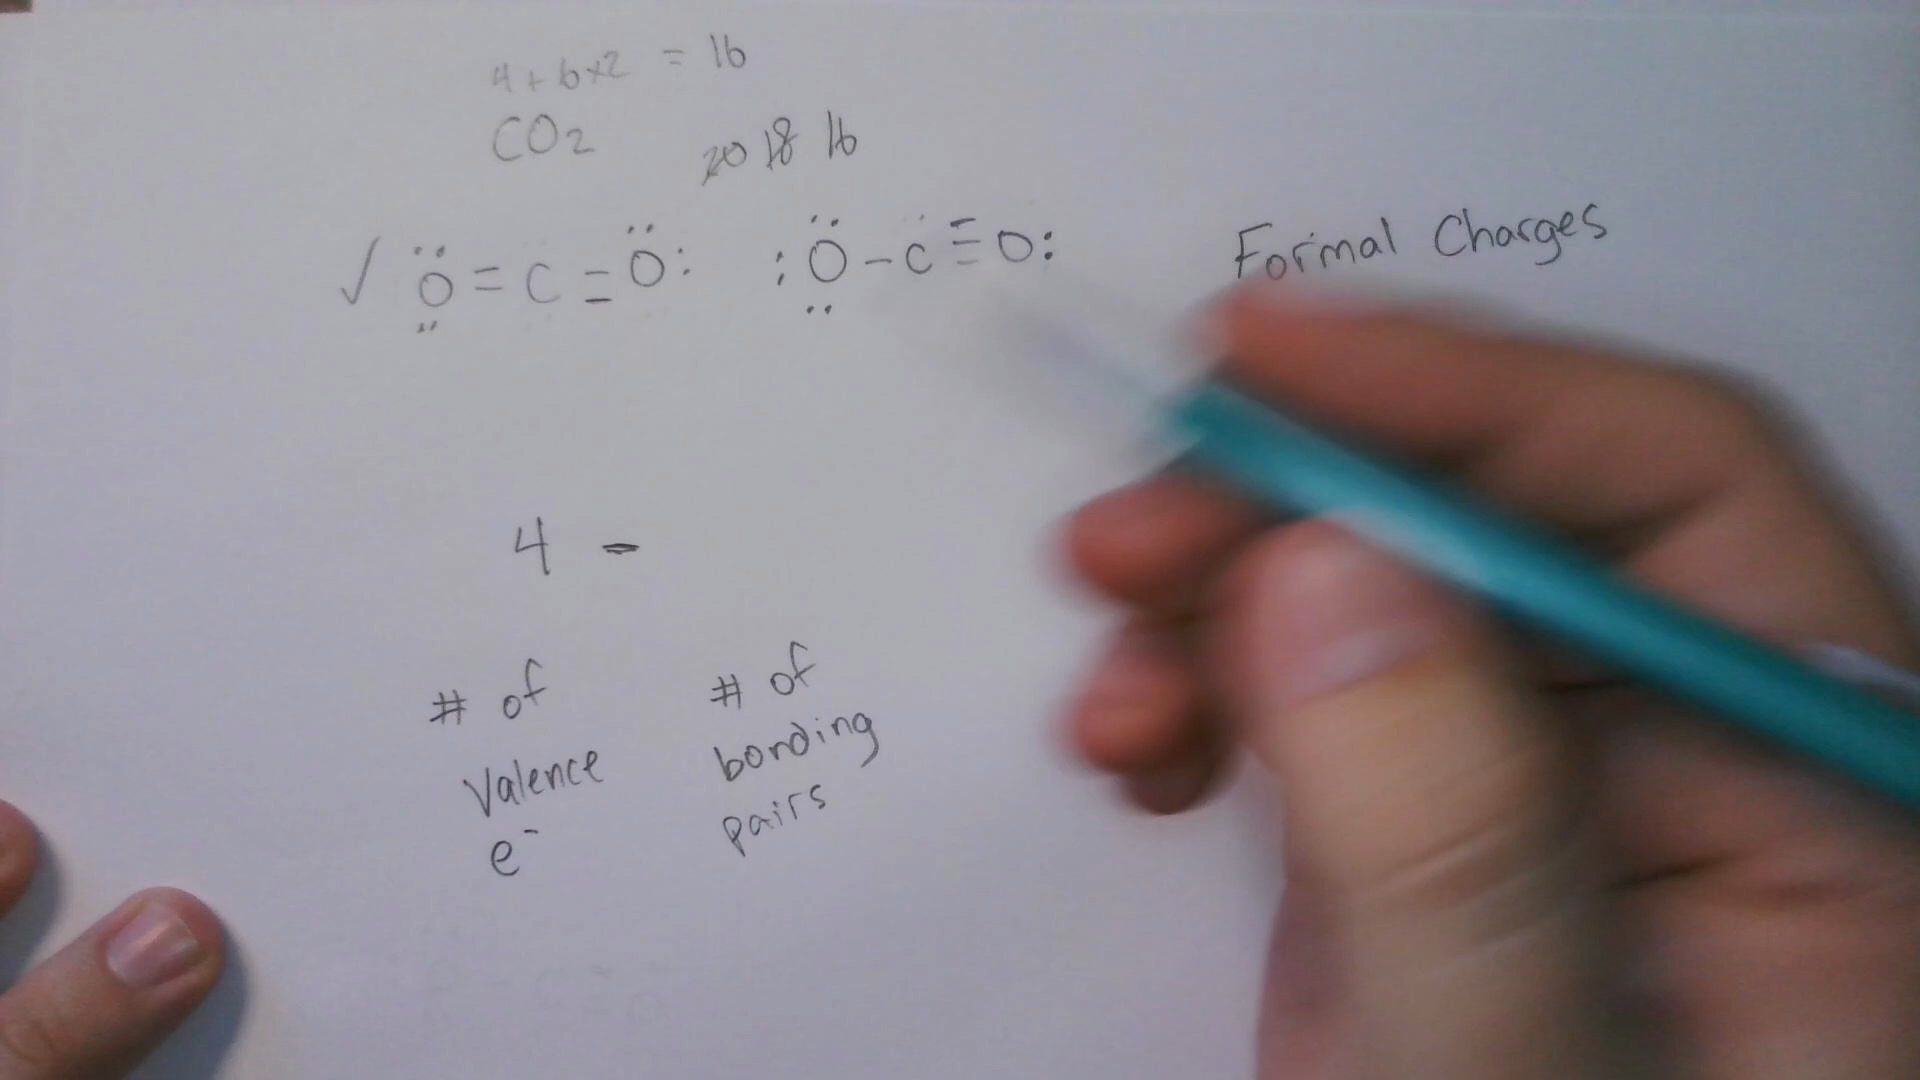 4+6x2 = 16
CO2
20 18 16
✓ Ö = C = Ö: :Ö - C ≡ O:
Formal Charges
4 -
# of
Valence
e⁻
# of
bonding
pairs